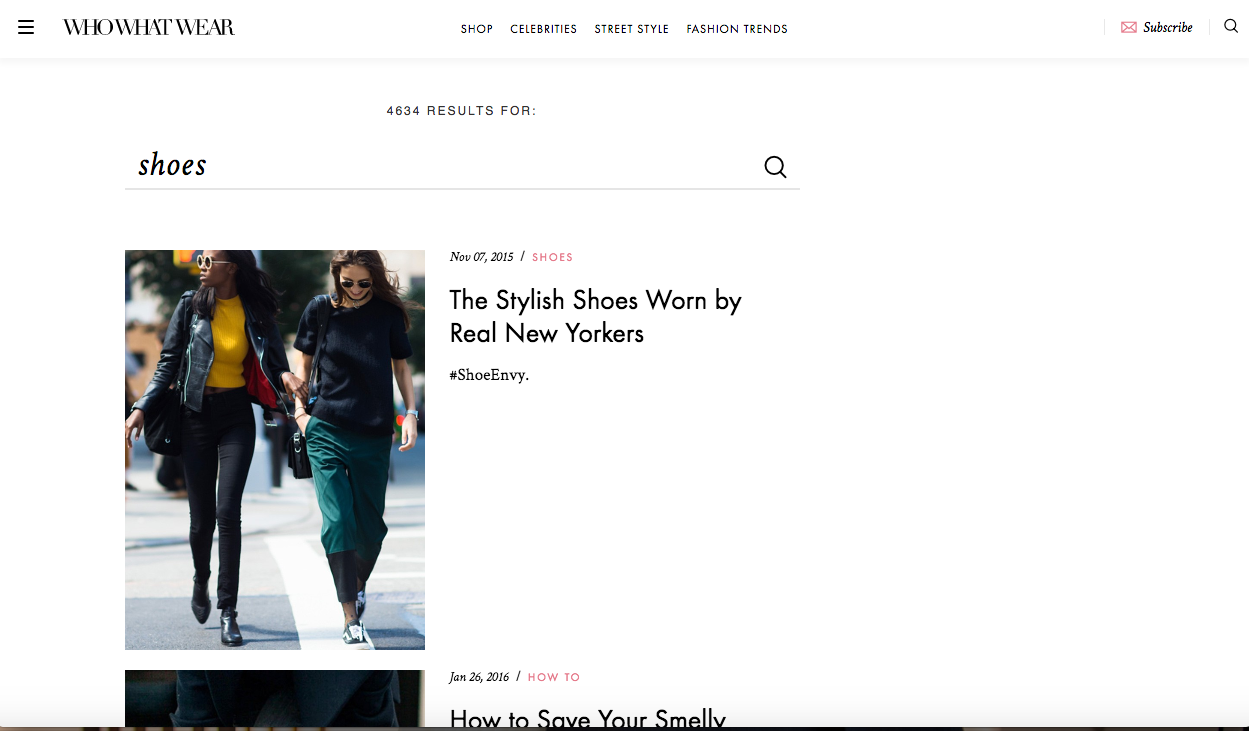 WHO WHAT WEAR
SHOP CELEBRITIES STREET STYLE FASHION TRENDS
Subscribe
4634 RESULTS FOR:
shoes
Nov 07, 2015 / SHOES
The Stylish Shoes Worn by
Real New Yorkers
#ShoeEnvy.
Jan 26, 2016 / HOW TO
How to Save Your Smelly